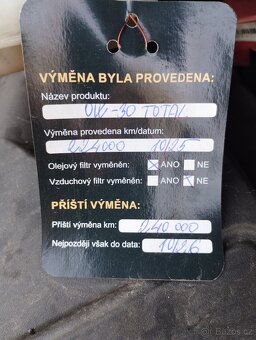 VÝMĚNA BYLA PROVEDENA:
Název produktu:
0W-30 TOTAL
Výměna provedena km/datum:
224000 10/25
Olejový filtr vyměněn: ANO NE
Vzduchový filtr vyměněn: ANO NE
PŘÍŠTÍ VÝMĚNA:
Příští výměna km: 240 000
Nejpozději však do data: 10/26